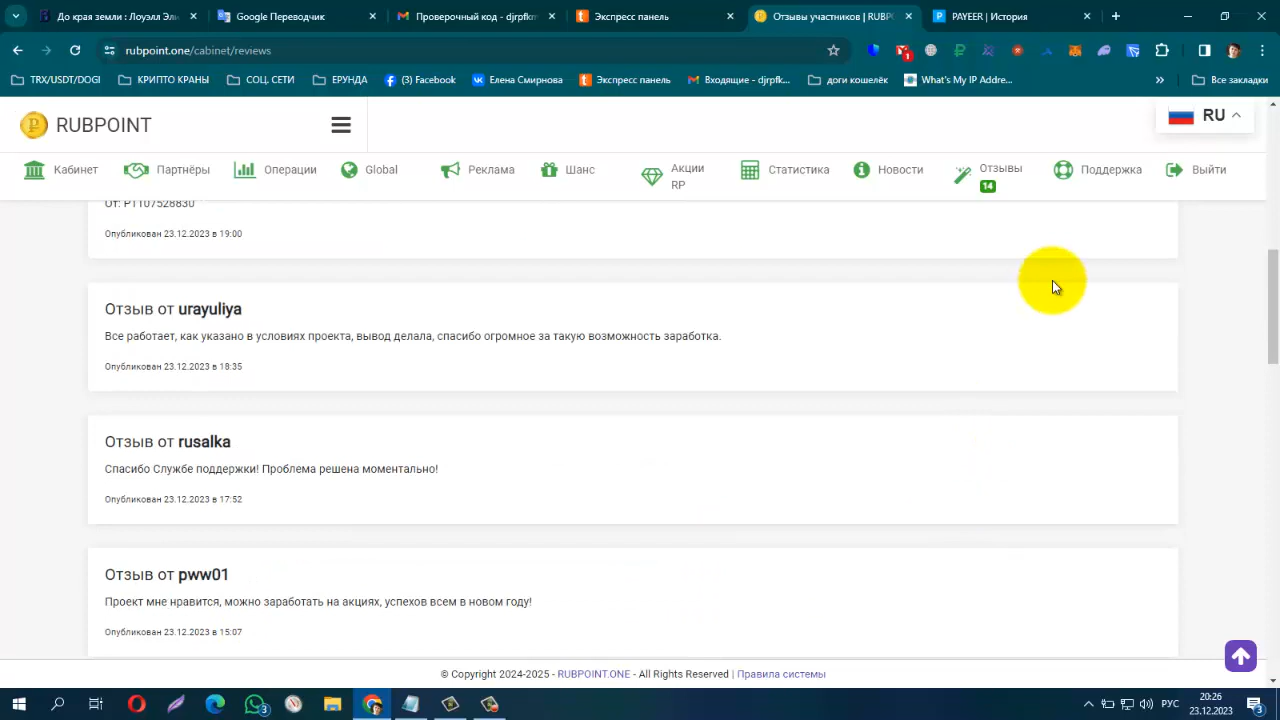 До края земли : Лоуэлл Эли
Google Переводчик
Проверочный код - djrpfkm
Экспресс панель
Отзывы участников | RUBP
PAYEER | История
rubpoint.one/cabinet/reviews
1
TRX/USDT/DOGI
КРИПТО КРАНЫ
СОЦ. СЕТИ
ЕРУНДА
(3) Facebook
Елена Смирнова
Экспресс панель
Входящие - djrpfk...
доги кошелёк
What's My IP Addre...
»
Все закладки
RUBPOINT
RU
Кабинет
Партнёры
Операции
Global
Реклама
Шанс
Акции
RP
Статистика
Новости
Отзывы
14
Поддержка
Выйти
От: P1107528830
Опубликован 23.12.2023 в 19:00
Отзыв от urayuliya
Все работает, как указано в условиях проекта, вывод делала, спасибо огромное за такую возможность заработка.
Опубликован 23.12.2023 в 18:35
Отзыв от rusalka
Спасибо Службе поддержки! Проблема решена моментально!
Опубликован 23.12.2023 в 17:52
Отзыв от pww01
Проект мне нравится, можно заработать на акциях, успехов всем в новом году!
Опубликован 23.12.2023 в 15:07
© Copyright 2024-2025 - RUBPOINT.ONE - All Rights Reserved | Правила системы
3
РУС
20:26
23.12.2023
3